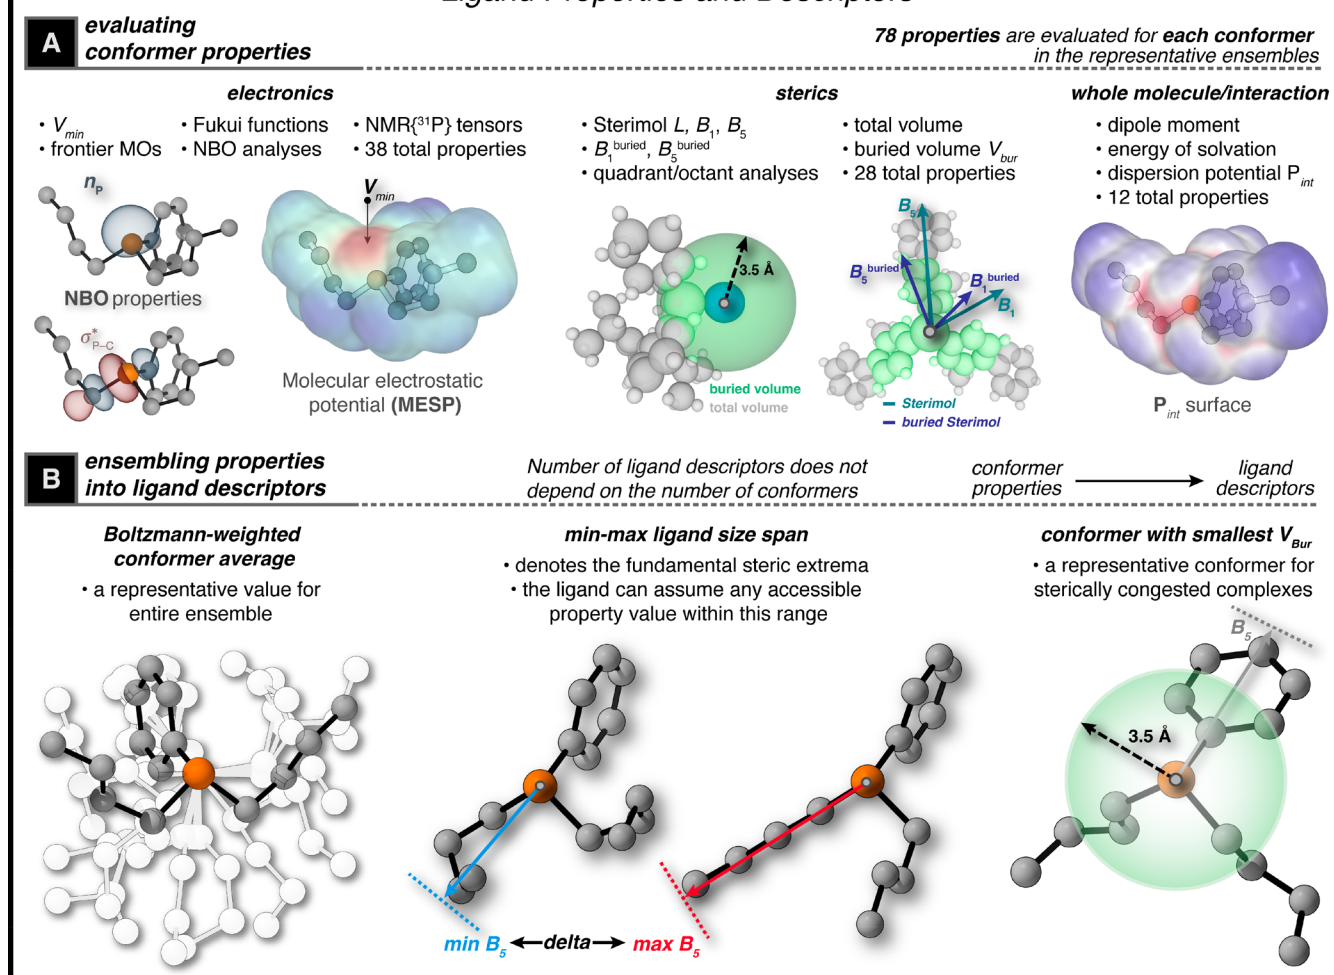 Ligand Properties and Descriptors
A
evaluating
conformer properties
78 properties are evaluated for each conformer
in the representative ensembles
electronics
• Vmin
• frontier MOs
• Fukui functions
• NBO analyses
• NMR{³¹P} tensors
• 38 total properties
nP
NBO properties
σ*P–C
Vmin
Molecular electrostatic
potential (MESP)
sterics
• Sterimol L, B₁, B₅
• B₁buried, B₅buried
• quadrant/octant analyses
• total volume
• buried volume Vbur
• 28 total properties
3.5 Å
buried volume
total volume
B₅
B₅buried
B₁buried
B₁
Sterimol
buried Sterimol
whole molecule/interaction
• dipole moment
• energy of solvation
• dispersion potential Pint
• 12 total properties
Pint surface
B
ensembling properties
into ligand descriptors
Number of ligand descriptors does not
depend on the number of conformers
conformer
properties
ligand
descriptors
Boltzmann-weighted
conformer average
• a representative value for
entire ensemble
min-max ligand size span
• denotes the fundamental steric extrema
• the ligand can assume any accessible
property value within this range
min B₅
delta
max B₅
conformer with smallest VBur
• a representative conformer for
sterically congested complexes
B₅
3.5 Å